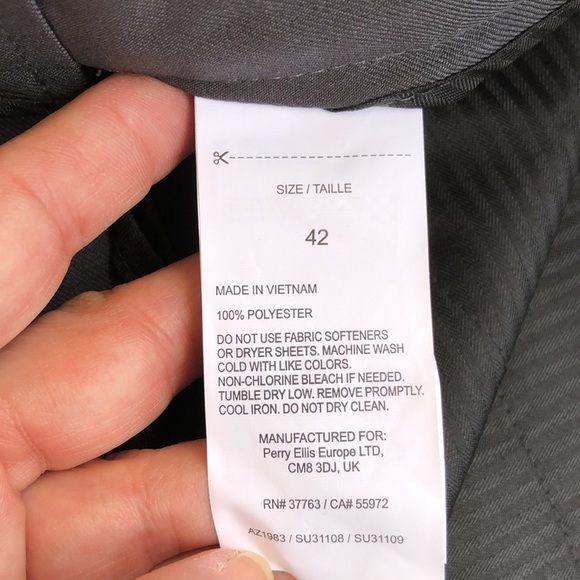 SIZE / TAILLE
42
MADE IN VIETNAM
100% POLYESTER
DO NOT USE FABRIC SOFTENERS
OR DRYER SHEETS. MACHINE WASH
COLD WITH LIKE COLORS.
NON-CHLORINE BLEACH IF NEEDED.
TUMBLE DRY LOW. REMOVE PROMPTLY.
COOL IRON. DO NOT DRY CLEAN.
MANUFACTURED FOR:
Perry Ellis Europe LTD,
CM8 3DJ, UK
RN# 37763 / CA# 55972
AZ1983 / SU31108 / SU31109